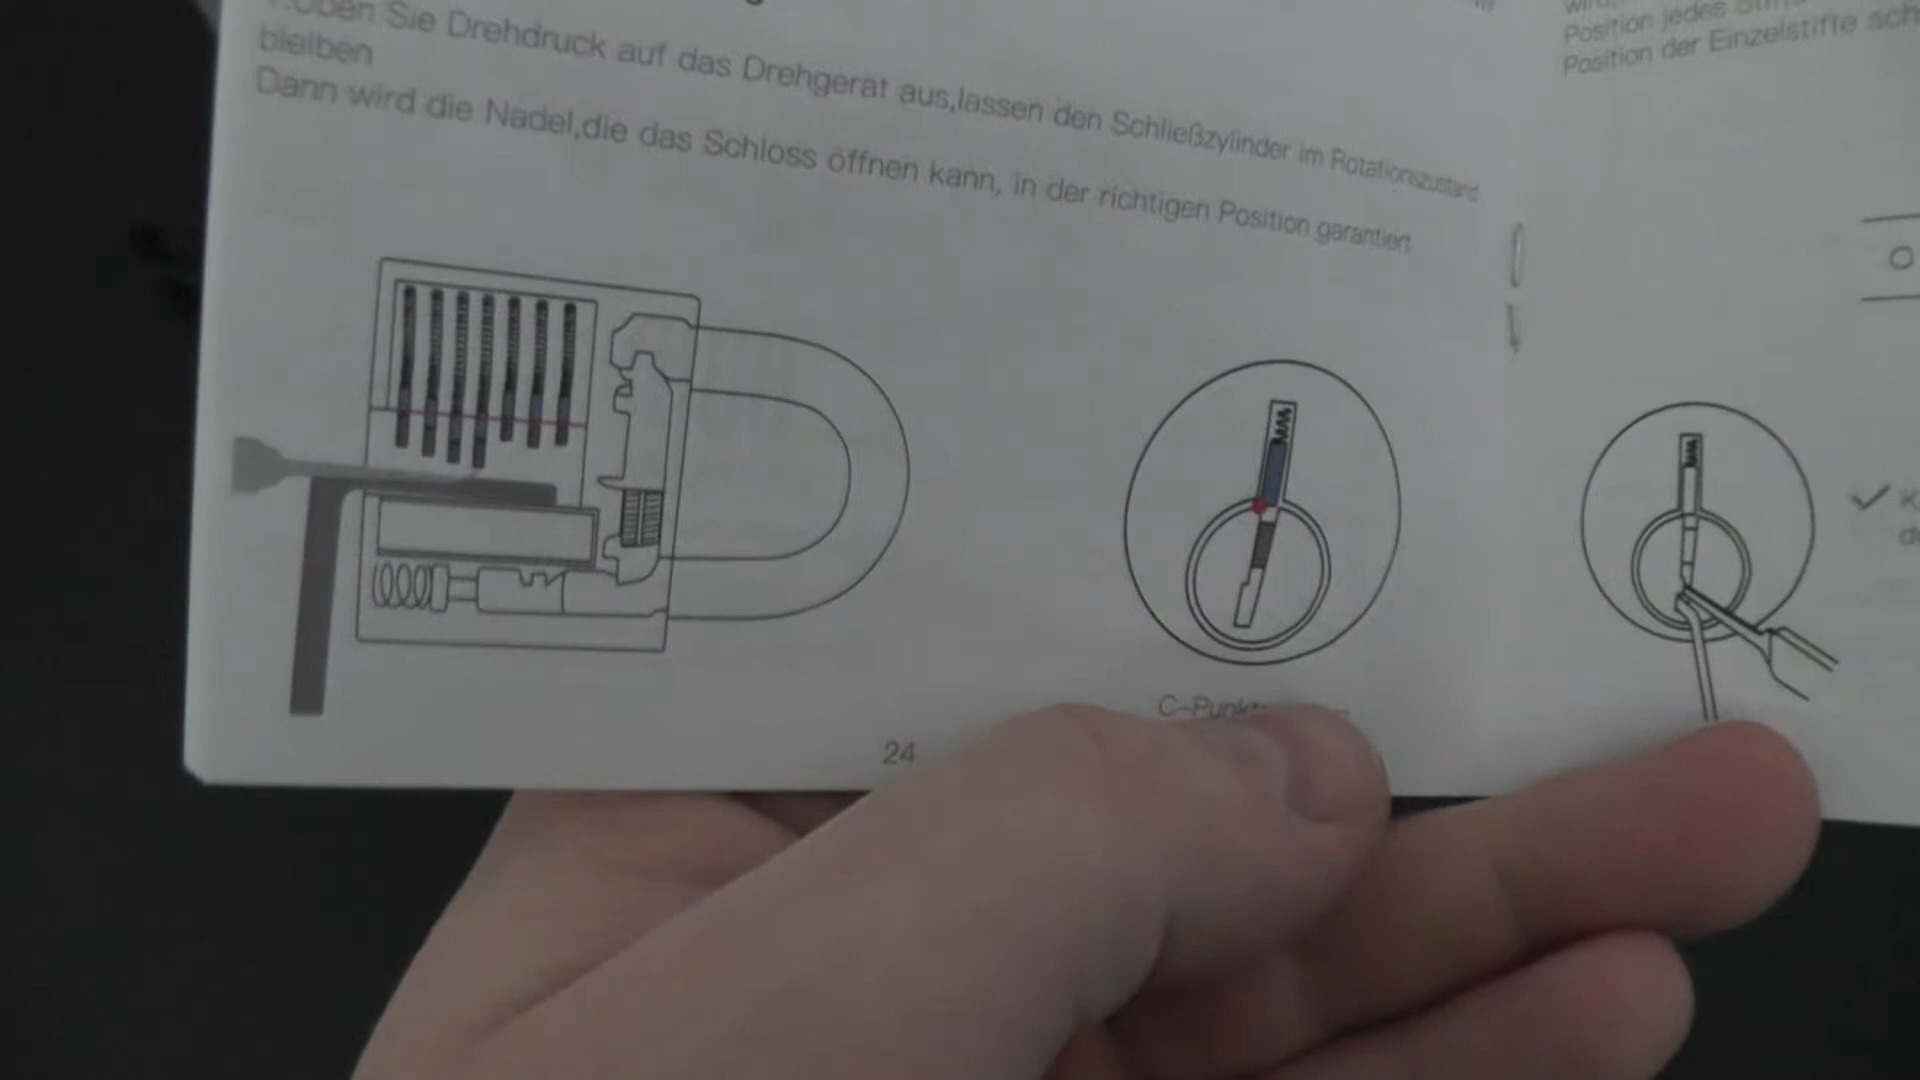 Sie Drehdruck auf das Drehgerät aus,lassen den Schließzylinder im Rotationszustand
bleiben
Dann wird die Nadel,die das Schloss öffnen kann, in der richtigen Position garantiert
24
Position jedes
Position der Einzelstifte